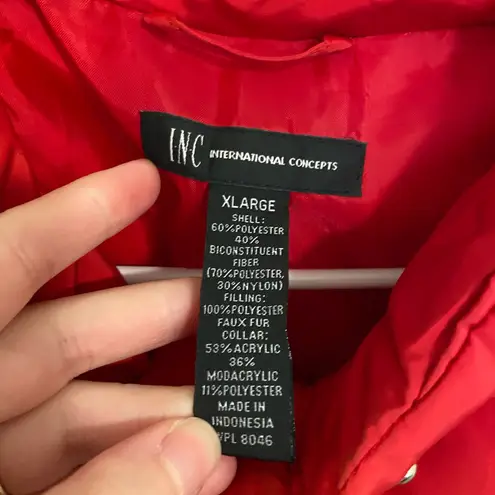 I.N.C INTERNATIONAL CONCEPTS
XLARGE
SHELL:
60%POLYESTER
40%
BICONSTITUENT
FIBER
(70%POLYESTER,
30%NYLON)
FILLING:
100%POLYESTER
FAUX FUR
COLLAR:
53%ACRYLIC
36%
MODACRYLIC
11%POLYESTER
MADE IN
INDONESIA
WPL 8046